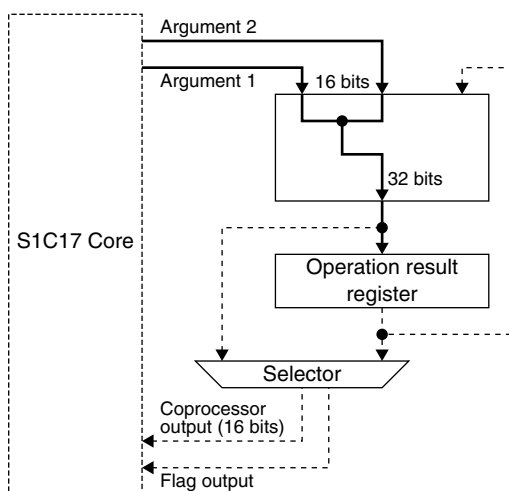 Argument 2
Argument 1
16 bits
32 bits
S1C17 Core
Operation result
register
Selector
Coprocessor
output (16 bits)
Flag output